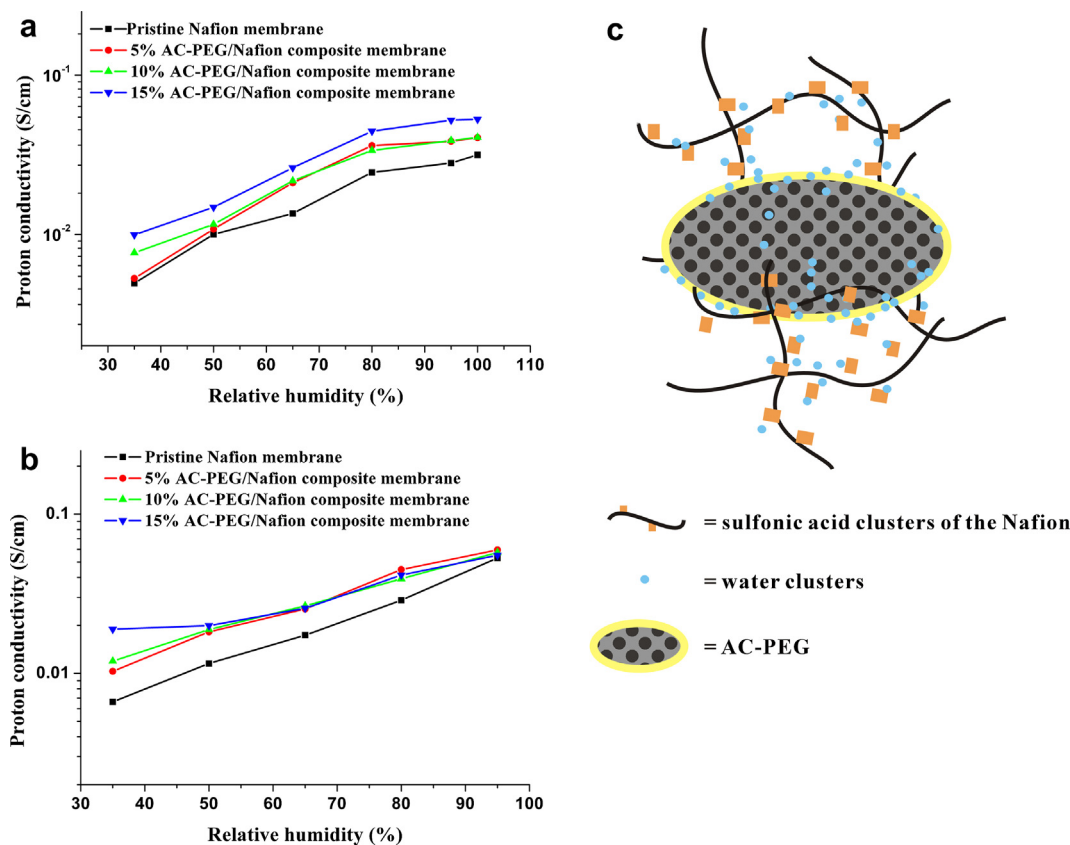 a
Pristine Nafion membrane
5% AC-PEG/Nafion composite membrane
10% AC-PEG/Nafion composite membrane
15% AC-PEG/Nafion composite membrane
Proton conductivity (S/cm)
10⁻¹
10⁻²
30 40 50 60 70 80 90 100 110
Relative humidity (%)
b
Pristine Nafion membrane
5% AC-PEG/Nafion composite membrane
10% AC-PEG/Nafion composite membrane
15% AC-PEG/Nafion composite membrane
Proton conductivity (S/cm)
0.1
0.01
30 40 50 60 70 80 90 100
Relative humidity (%)
c
= sulfonic acid clusters of the Nafion
= water clusters
= AC-PEG